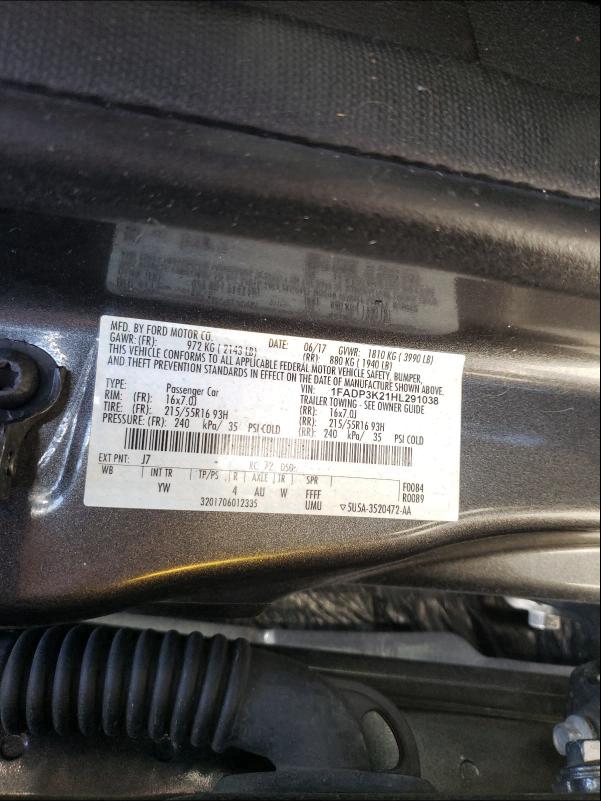 MFD. BY FORD MOTOR CO.
DATE: 06/17 GVWR: 1810 KG ( 3990 LB)
GAWR: (FR): 972 KG ( 2143 LB) (RR): 880 KG ( 1940 LB)
THIS VEHICLE CONFORMS TO ALL APPLICABLE FEDERAL MOTOR VEHICLE SAFETY, BUMPER,
AND THEFT PREVENTION STANDARDS IN EFFECT ON THE DATE OF MANUFACTURE SHOWN ABOVE.
VIN: 1FADP3K21HL291038
TYPE: Passenger Car TRAILER TOWING - SEE OWNER GUIDE
RIM: (FR): 16x7.0J (RR): 16x7.0J
TIRE: (FR): 215/55R16 93H (RR): 215/55R16 93H
PRESSURE: (FR): 240 kPa/ 35 PSI COLD (RR): 240 kPa/ 35 PSI COLD
EXT PNT: J7 - RC: 72 DSO:
WB INT TR TP/PS R AXLE TR SPR F0084
YW 4 AU W FFFF R0089
3201706012335 UMU ▽5U5A-3520472-AA